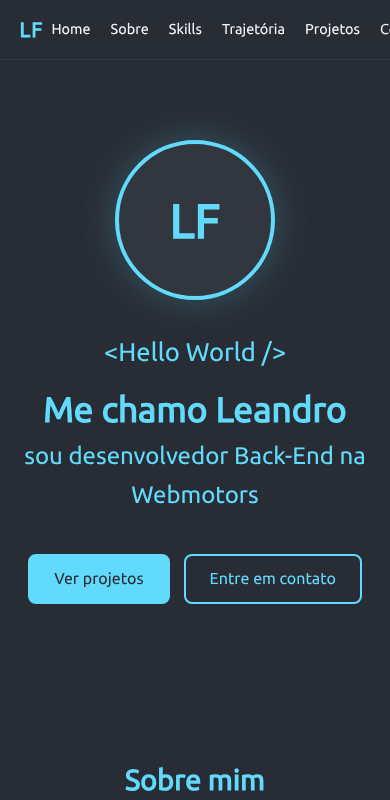 LF Home Sobre Skills Trajetória Projetos
LF
<Hello World />
Me chamo Leandro
sou desenvolvedor Back-End na
Webmotors
Ver projetos Entre em contato
Sobre mim